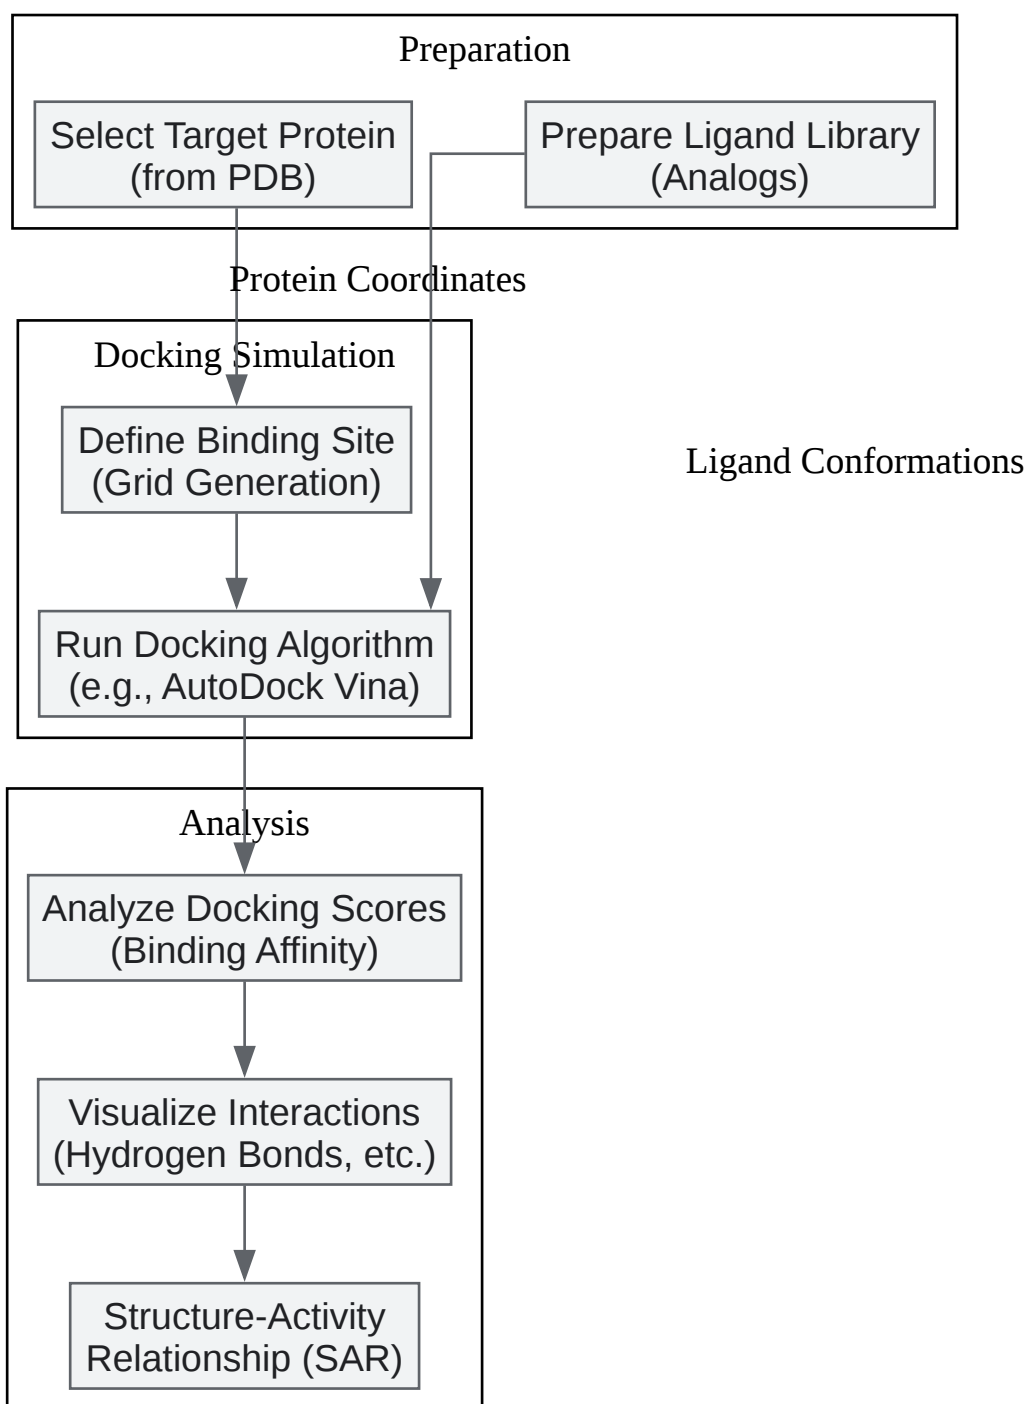 Preparation
Select Target Protein
(from PDB)
Prepare Ligand Library
(Analogs)
Protein Coordinates
Docking Simulation
Define Binding Site
(Grid Generation)
Ligand Conformations
Run Docking Algorithm
(e.g., AutoDock Vina)
Analysis
Analyze Docking Scores
(Binding Affinity)
Visualize Interactions
(Hydrogen Bonds, etc.)
Structure-Activity
Relationship (SAR)